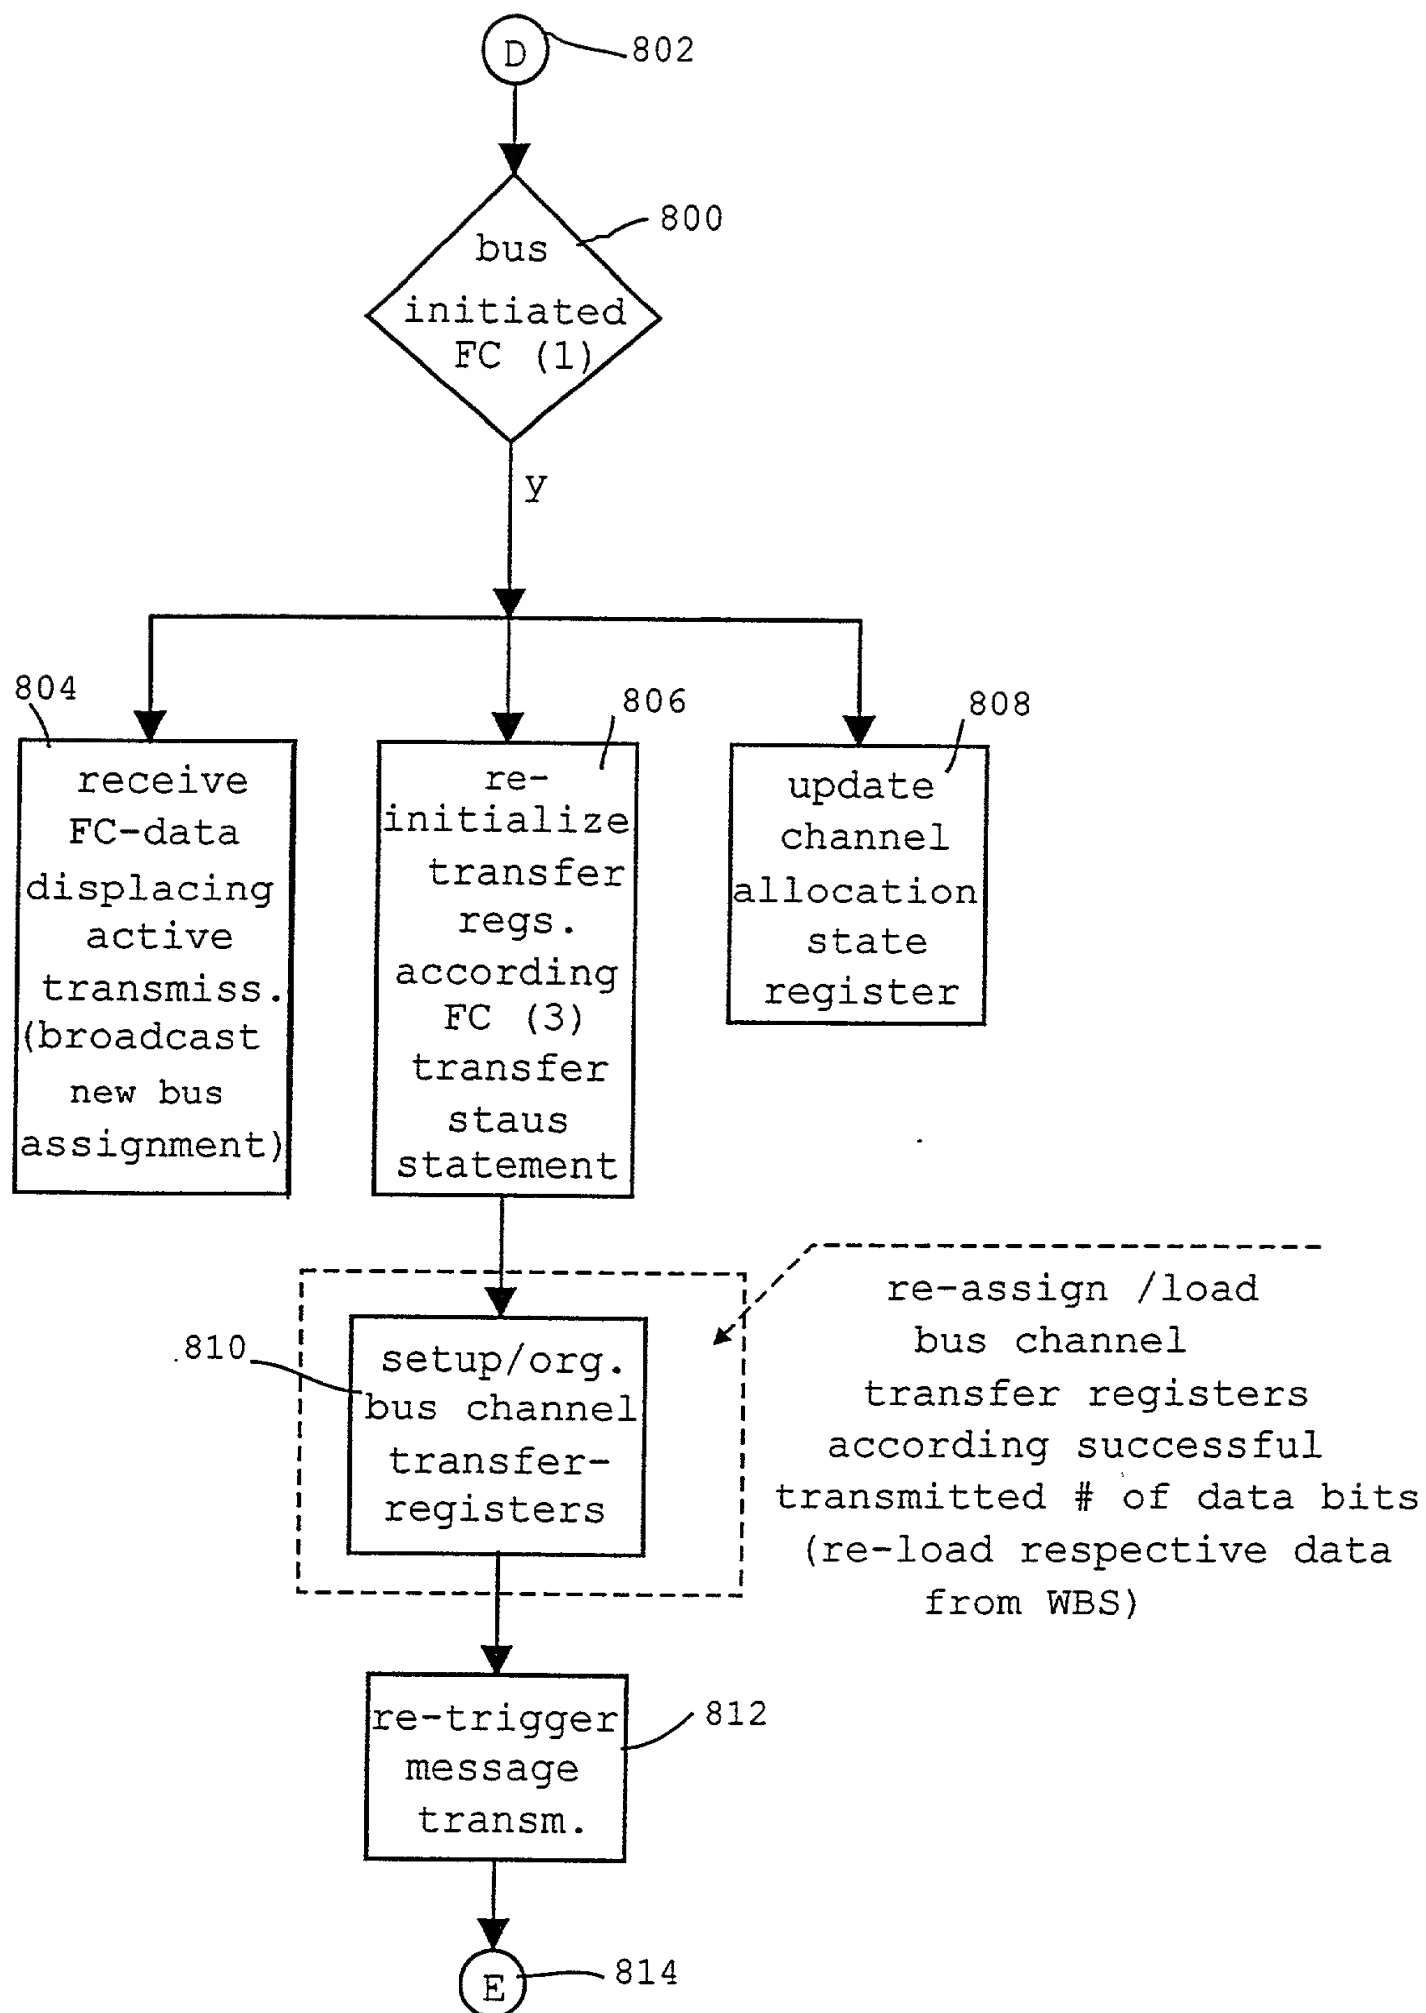 D
802
800
bus
initiated
FC (1)
y
804
receive
FC-data
displacing
active
transmiss.
(broadcast
new bus
assignment)
806
re-
initialize
transfer
regs.
according
FC (3)
transfer
staus
statement
808
update
channel
allocation
state
register
810
setup/org.
bus channel
transfer-
registers
re-assign /load
bus channel
transfer registers
according successful
transmitted # of data bits
(re-load respective data
from WBS)
re-trigger
message
transm.
812
E
814